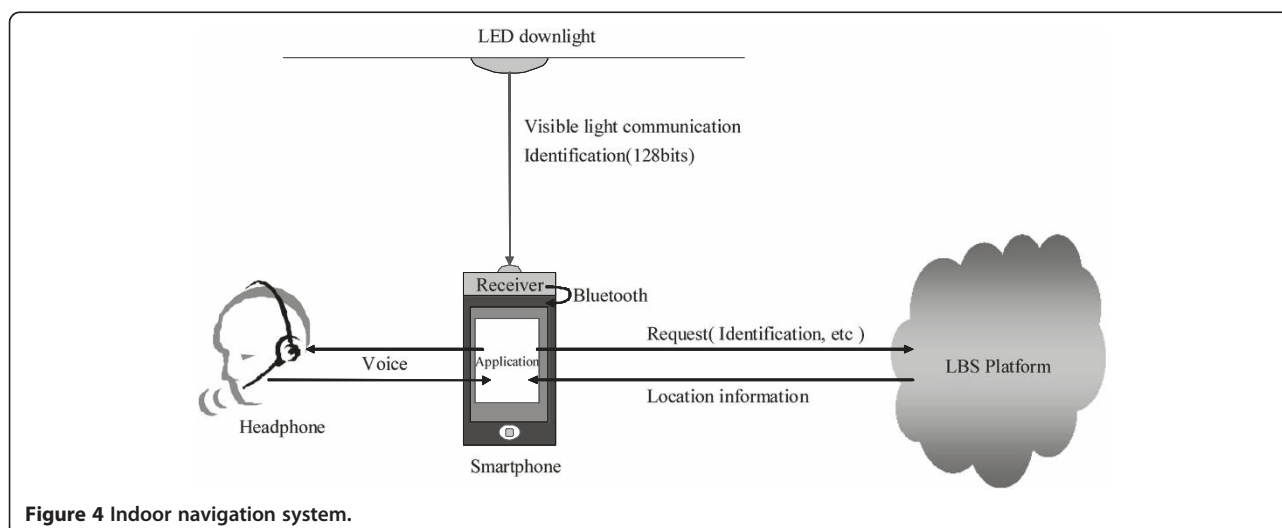 LED downlight
Visible light communication
Identification(128bits)
Receiver
Bluetooth
Request( Identification, etc )
Application
Voice
LBS Platform
Location information
Headphone
Smartphone
Figure 4 Indoor navigation system.